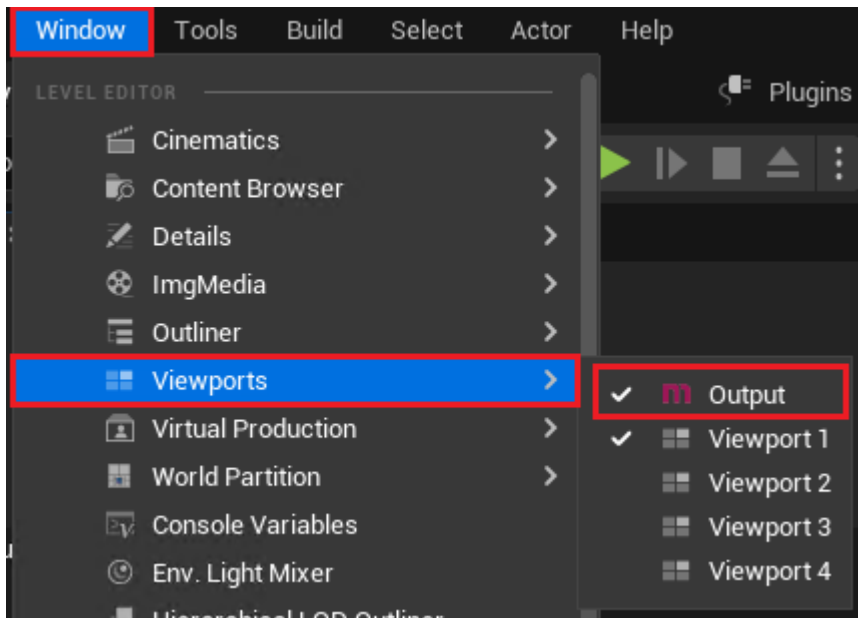 Window Tools Build Select Actor Help
LEVEL EDITOR
Plugins
Cinematics
Content Browser
Details
ImgMedia
Outliner
Viewports
Output
Virtual Production
Viewport 1
World Partition
Viewport 2
Console Variables
Viewport 3
Env. Light Mixer
Viewport 4